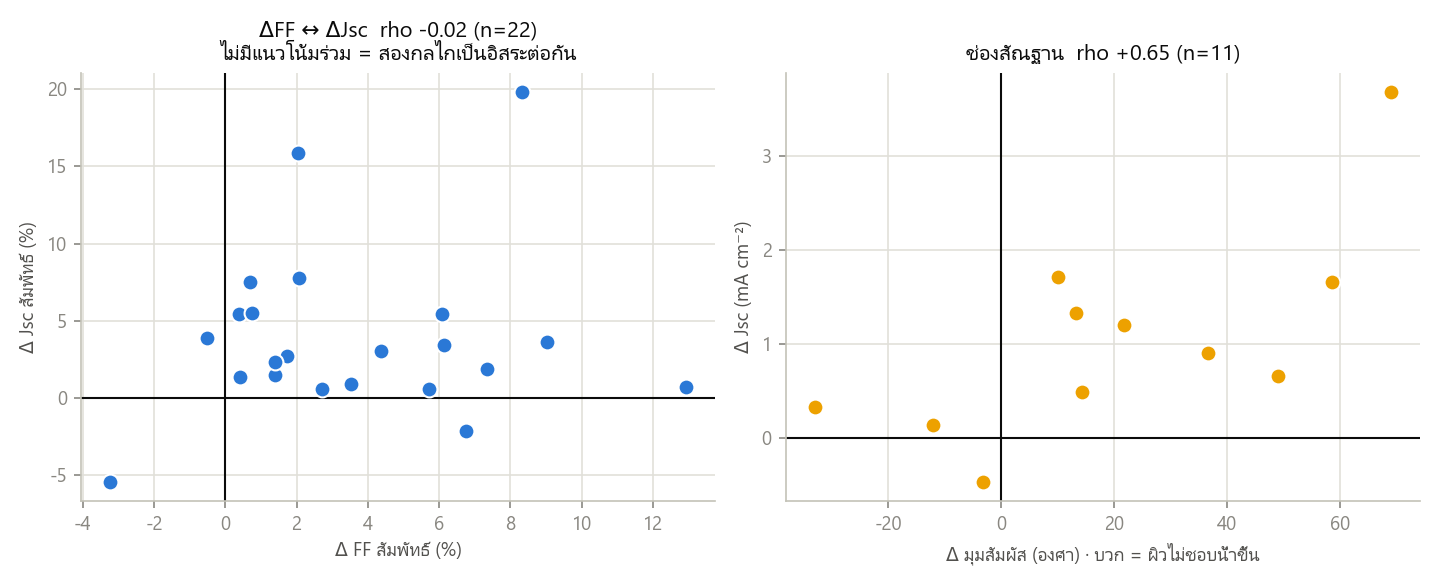 ΔFF ↔ ΔJsc  rho -0.02 (n=22)
ไม่มีแนวโน้มร่วม = สองกลไกเป็นอิสระต่อกัน
20
15
10
5
0
-5
Δ Jsc สัมพัทธ์ (%)
-4 -2 0 2 4 6 8 10 12
Δ FF สัมพัทธ์ (%)
ช่องสัณฐาน  rho +0.65 (n=11)
3
2
1
0
Δ Jsc (mA cm⁻²)
-20 0 20 40 60
Δ มุมสัมผัส (องศา) · บวก = ผิวไม่ชอบน้ำขึ้น